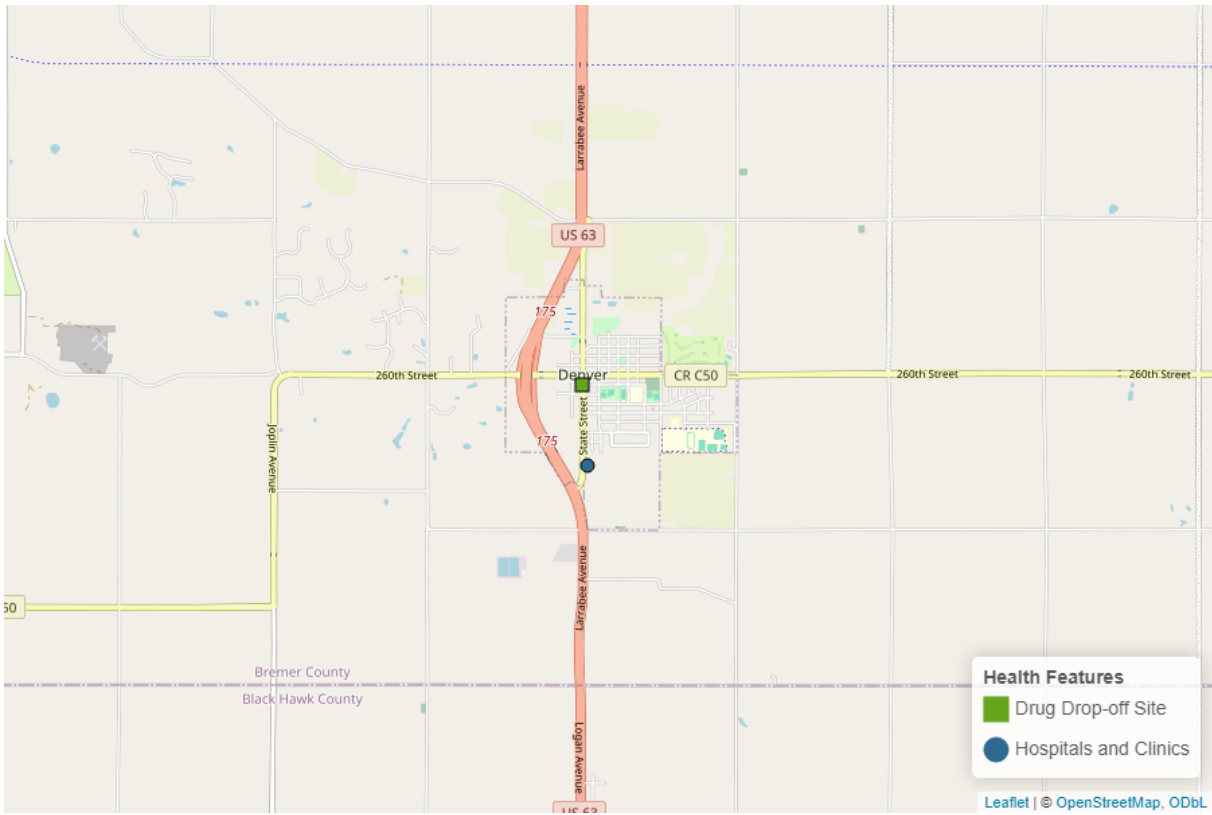 Larrabee Avenue
US 63
175
260th Street
Denver
CR C50
260th Street
260th Street
State Street
175
Joplin Avenue
Larrabee Avenue
50
Bremer County
Black Hawk County
Logan Avenue
US 63
Health Features
Drug Drop-off Site
Hospitals and Clinics
Leaflet | © OpenStreetMap, ODbL